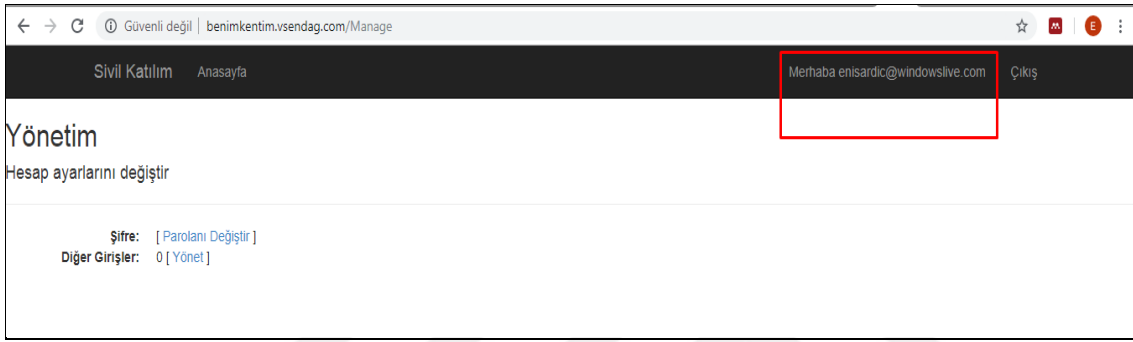 Güvenli değil | benimkentim.vsendag.com/Manage
E
Sivil Katılım Anasayfa Merhaba enisardic@windowslive.com Çıkış
Yönetim
Hesap ayarlarını değiştir
Şifre: [ Parolanı Değiştir ]
Diğer Girişler: 0 [ Yönet ]